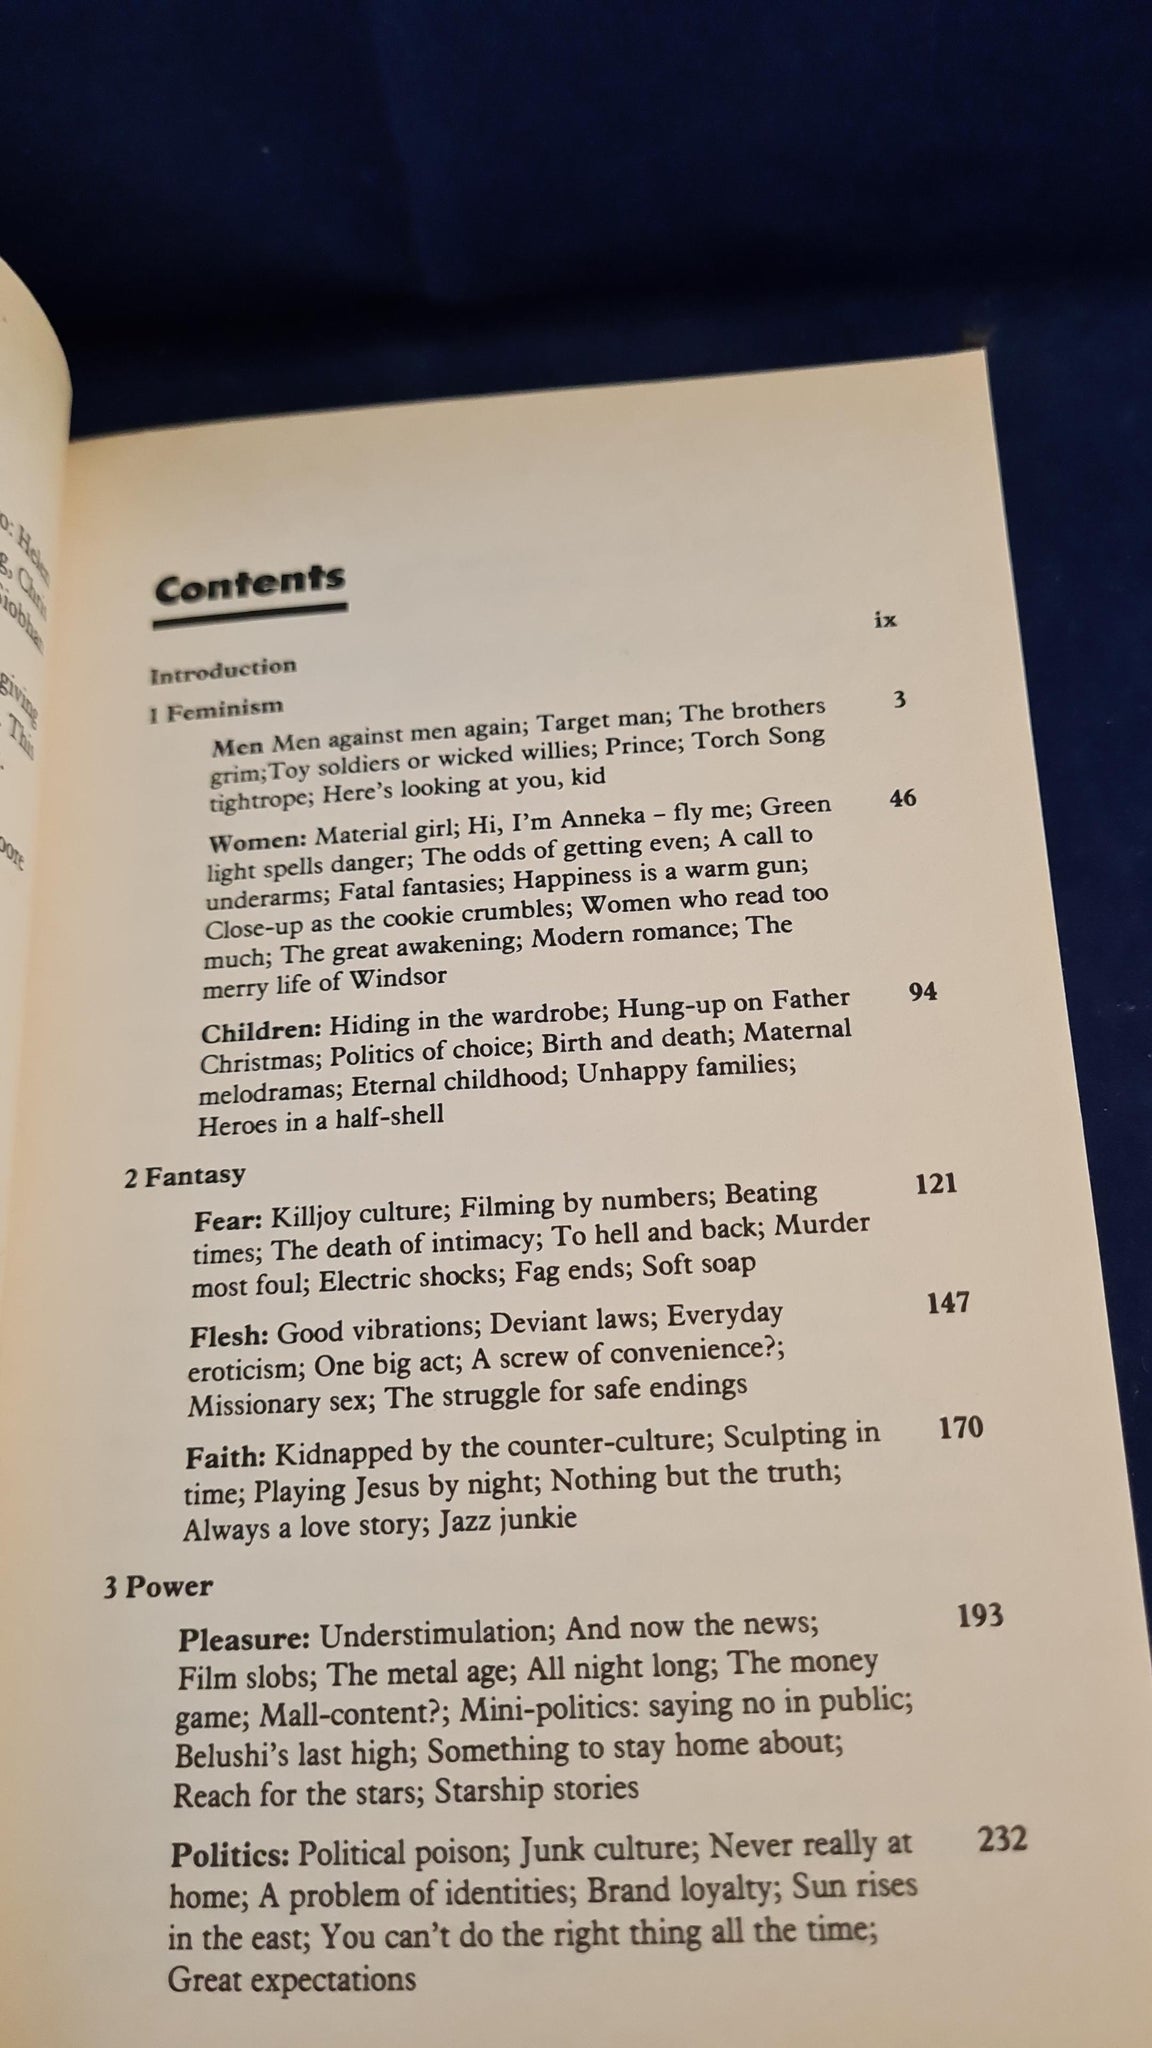 o: Helen
g, Chris
Siobhan
giving
This
oore
Contents
Introduction ix
1 Feminism
Men Men against men again; Target man; The brothers 3
grim;Toy soldiers or wicked willies; Prince; Torch Song
tightrope; Here's looking at you, kid
Women: Material girl; Hi, I'm Anneka – fly me; Green 46
light spells danger; The odds of getting even; A call to
underarms; Fatal fantasies; Happiness is a warm gun;
Close-up as the cookie crumbles; Women who read too
much; The great awakening; Modern romance; The
merry life of Windsor
Children: Hiding in the wardrobe; Hung-up on Father 94
Christmas; Politics of choice; Birth and death; Maternal
melodramas; Eternal childhood; Unhappy families;
Heroes in a half-shell
2 Fantasy
Fear: Killjoy culture; Filming by numbers; Beating 121
times; The death of intimacy; To hell and back; Murder
most foul; Electric shocks; Fag ends; Soft soap
Flesh: Good vibrations; Deviant laws; Everyday 147
eroticism; One big act; A screw of convenience?;
Missionary sex; The struggle for safe endings
Faith: Kidnapped by the counter-culture; Sculpting in 170
time; Playing Jesus by night; Nothing but the truth;
Always a love story; Jazz junkie
3 Power
Pleasure: Understimulation; And now the news; 193
Film slobs; The metal age; All night long; The money
game; Mall-content?; Mini-politics: saying no in public;
Belushi's last high; Something to stay home about;
Reach for the stars; Starship stories
Politics: Political poison; Junk culture; Never really at 232
home; A problem of identities; Brand loyalty; Sun rises
in the east; You can't do the right thing all the time;
Great expectations